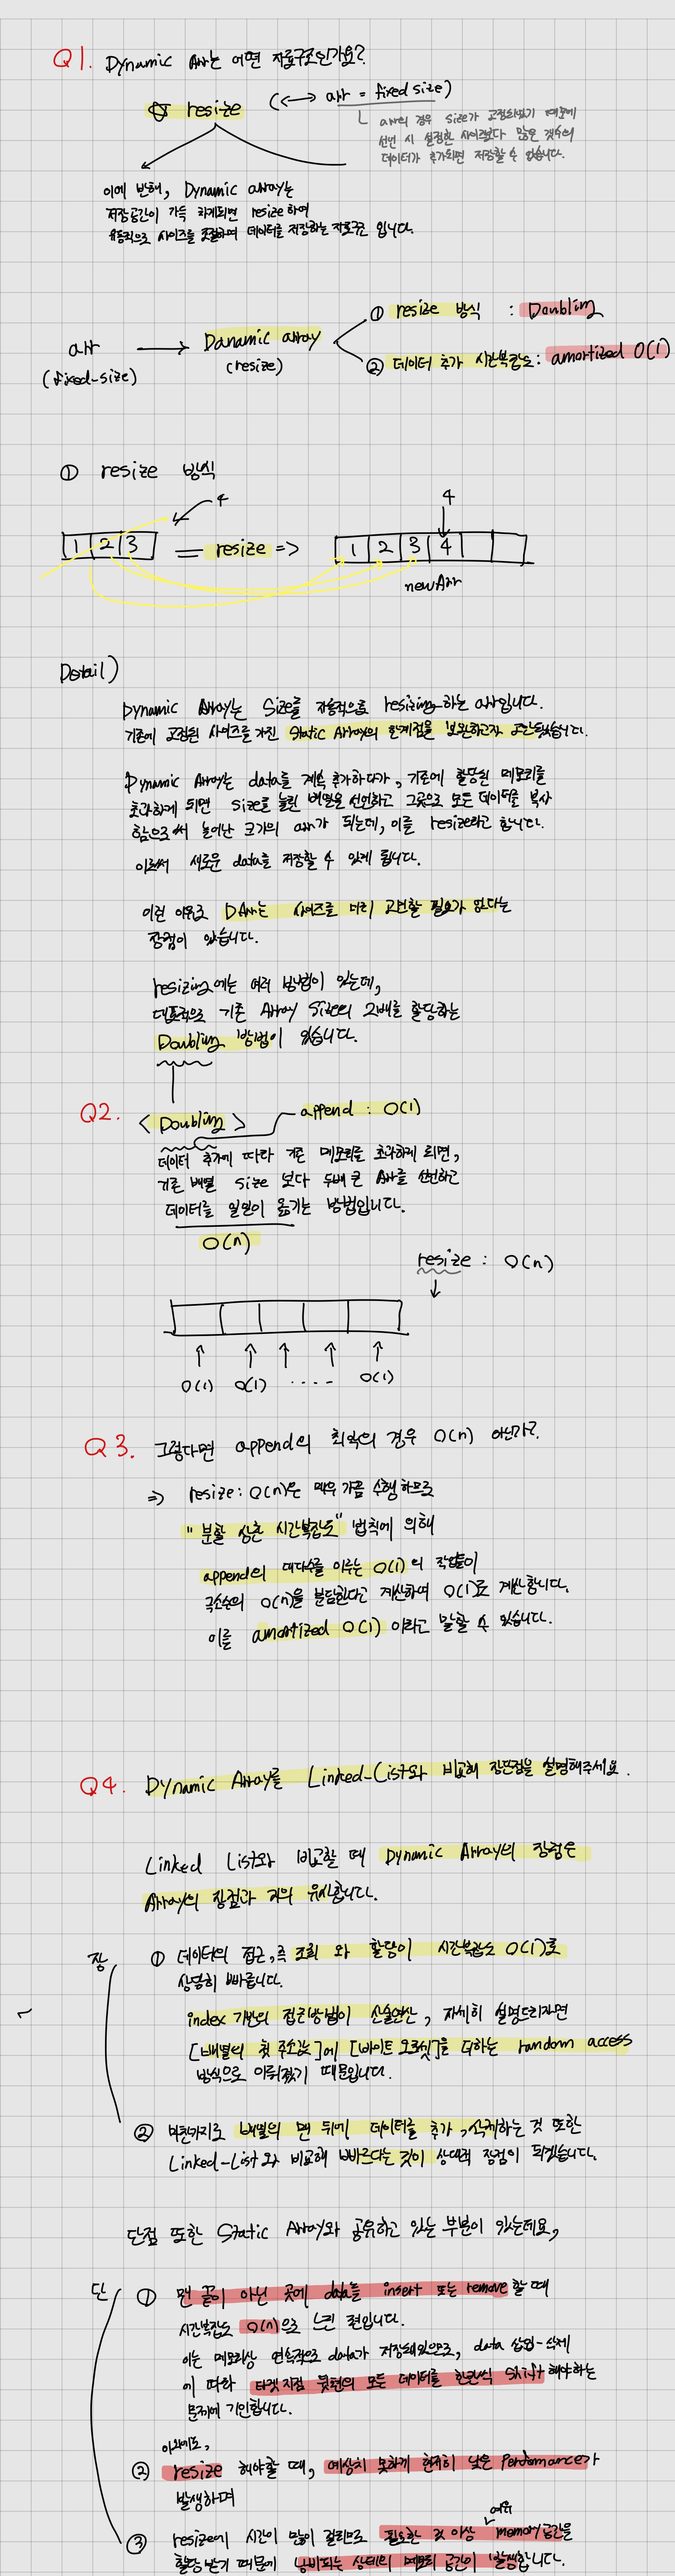 Q1. Dynamic Arr는 어떤 자료구조인가요?
☆ resize (<-> arr = fixed size)
arr의 경우 size가 고정되었기 때문에
선언 시 설정한 사이즈보다 많은 갯수의
데이터가 추가되면 저장할 수 없습니다.
이에 반해, Dynamic array는
저장공간이 가득 차게되면 resize하여
유동적으로 사이즈를 조절하며 데이터를 저장하는 자료구조 입니다.
① resize 방식 : Doubling
arr → Danamic array
(fixed-size) (resize)
② 데이터 추가 시간복잡도 : amortized O(1)
① resize 방식
4 4
1 2 3 = resize => 1 2 3 4
newArr
Detail)
Dynamic Array는 Size를 자동적으로 resizing하는 arr입니다.
기존에 고정된 사이즈를 가진 Static Array의 한계점을 보완하고자 고안되었습니다.
Dynamic Array는 data를 계속 추가하다가, 기존에 할당된 메모리를
초과하게 되면 size를 늘린 배열을 선언하고 그곳으로 모든 데이터를 복사
함으로써 늘어난 크기의 arr가 되는데, 이를 resize라고 합니다.
이로써 새로운 data를 저장할 수 있게 됩니다.
이런 이유로 DArr는 사이즈를 미리 고민할 필요가 없다는
장점이 있습니다.
resizing에는 여러 방법이 있는데,
대표적으로 기존 Array size의 2배를 할당하는
Doubling 방법이 있습니다.
Q2. <Doubling> append : O(1)
데이터 추가에 따라 기존 메모리를 초과하게 되면,
기존 배열 size 보다 두배 큰 Arr를 선언하고
데이터를 일일이 옮기는 방법입니다.
O(n)
resize : O(n)
O(1) O(1) ···· O(1)
Q3. 그렇다면 append의 최악의 경우 O(n) 아닌가?
=> resize : O(n)은 매우 가끔 수행하므로
"분할 상환 시간복잡도" 법칙에 의해
append의 대다수를 이루는 O(1)의 작업들이
극소수의 O(n)을 분담한다고 계산하여 O(1)로 계산합니다.
이를 amortized O(1) 이라고 말할 수 있습니다.
Q4. Dynamic Array를 Linked-List와 비교해 장단점을 설명해주세요.
Linked List와 비교할 때 Dynamic Array의 장점은
Array의 장점과 거의 유사합니다.
장 ① 데이터의 접근, 즉 조회 와 할당이 시간복잡도 O(1)로
상당히 빠릅니다.
index 기반의 접근방법이 산술연산, 자세히 설명드리자면
[배열의 첫 주소값]에 [바이트 오프셋]을 더하는 random access
방식으로 이뤄졌기 때문입니다.
② 마찬가지로 배열의 맨 뒤에 데이터를 추가, 삭제하는 것 또한
Linked-List와 비교해 빠르다는 것이 상대적 장점이 되겠습니다.
단점 또한 Static Array와 공유하고 있는 부분이 있는데요,
단 ① 맨 끝이 아닌 곳에 data를 insert 또는 remove할 때
시간복잡도 O(n)으로 느린 편입니다.
이는 메모리상 연속적으로 data가 저장돼있으므로, data 삽입·삭제
에 따라 타겟지점 뒷편의 모든 데이터를 한칸씩 shift해야하는
문제에 기인합니다.
이외에도,
② resize 해야할 때, 예상치 못하게 현저히 낮은 performance가
발생하며
③ resize에 시간이 많이 걸리므로 필요한 것 이상 여유 memory공간을
할당받기 때문에 낭비되는 상태의 메모리 공간이 발생합니다.